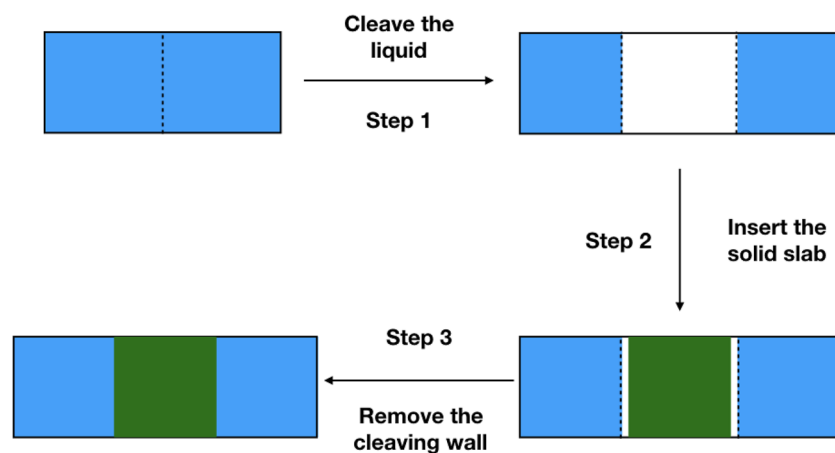 Cleave the
liquid
Step 1
Step 2
Insert the
solid slab
Step 3
Remove the
cleaving wall